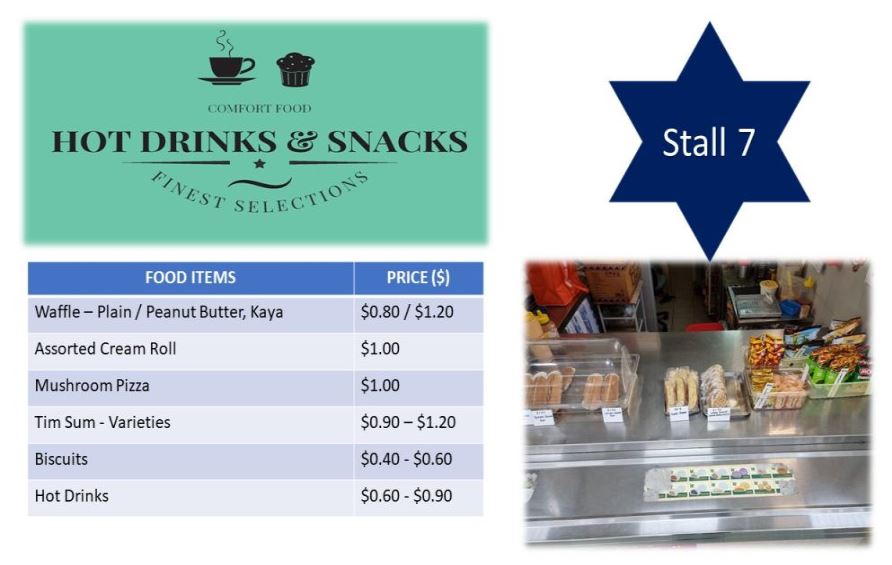 COMFORT FOOD
HOT DRINKS & SNACKS
FINEST SELECTIONS
Stall 7
FOOD ITEMS PRICE ($)
Waffle – Plain / Peanut Butter, Kaya $0.80 / $1.20
Assorted Cream Roll $1.00
Mushroom Pizza $1.00
Tim Sum - Varieties $0.90 – $1.20
Biscuits $0.40 - $0.60
Hot Drinks $0.60 - $0.90